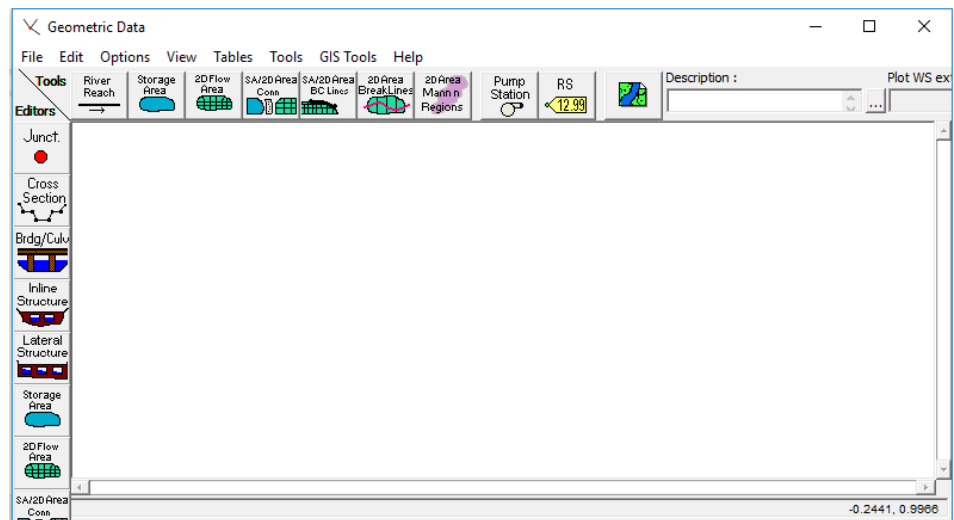 Geometric Data
File Edit Options View Tables Tools GIS Tools Help
Tools
Editors
River
Reach
Storage
Area
2D Flow
Area
SA/2D Area
Conn
SA/2D Area
BC Lines
2D Area
BreakLines
2D Area
Mann n
Regions
Pump
Station
RS
12.99
Description :
...
Plot WS ex
Junct.
Cross
Section
Brdg/Culv
Inline
Structure
Lateral
Structure
Storage
Area
2D Flow
Area
SA/2D Area
Conn
-0.2441, 0.9966